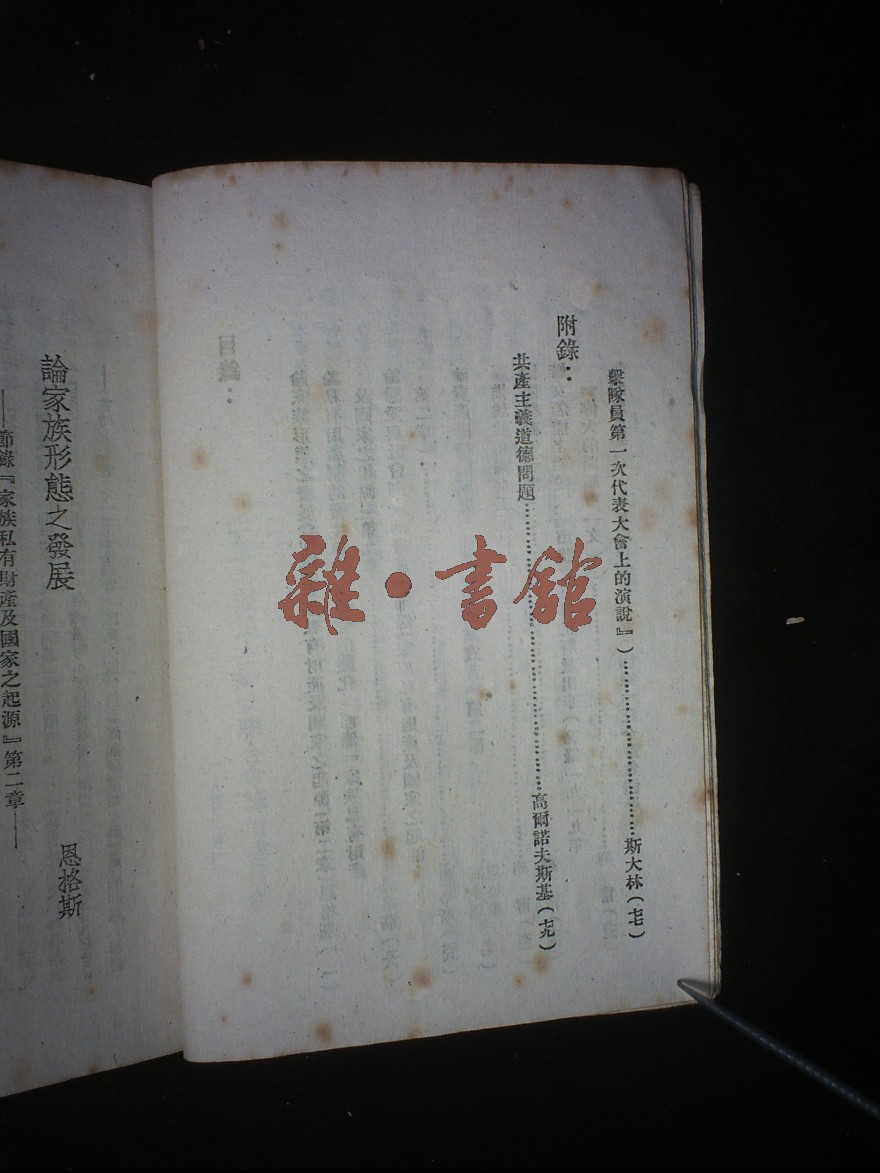 擊隊員第一次代表大會上的演說』）……………………斯大林（七七）
附錄：
共產主義道德問題……………………………………高爾諾夫斯基（七九）
論家族形態之發展
——節錄『家族私有財產及國家之起源』第二章——
恩格斯
雜·書館